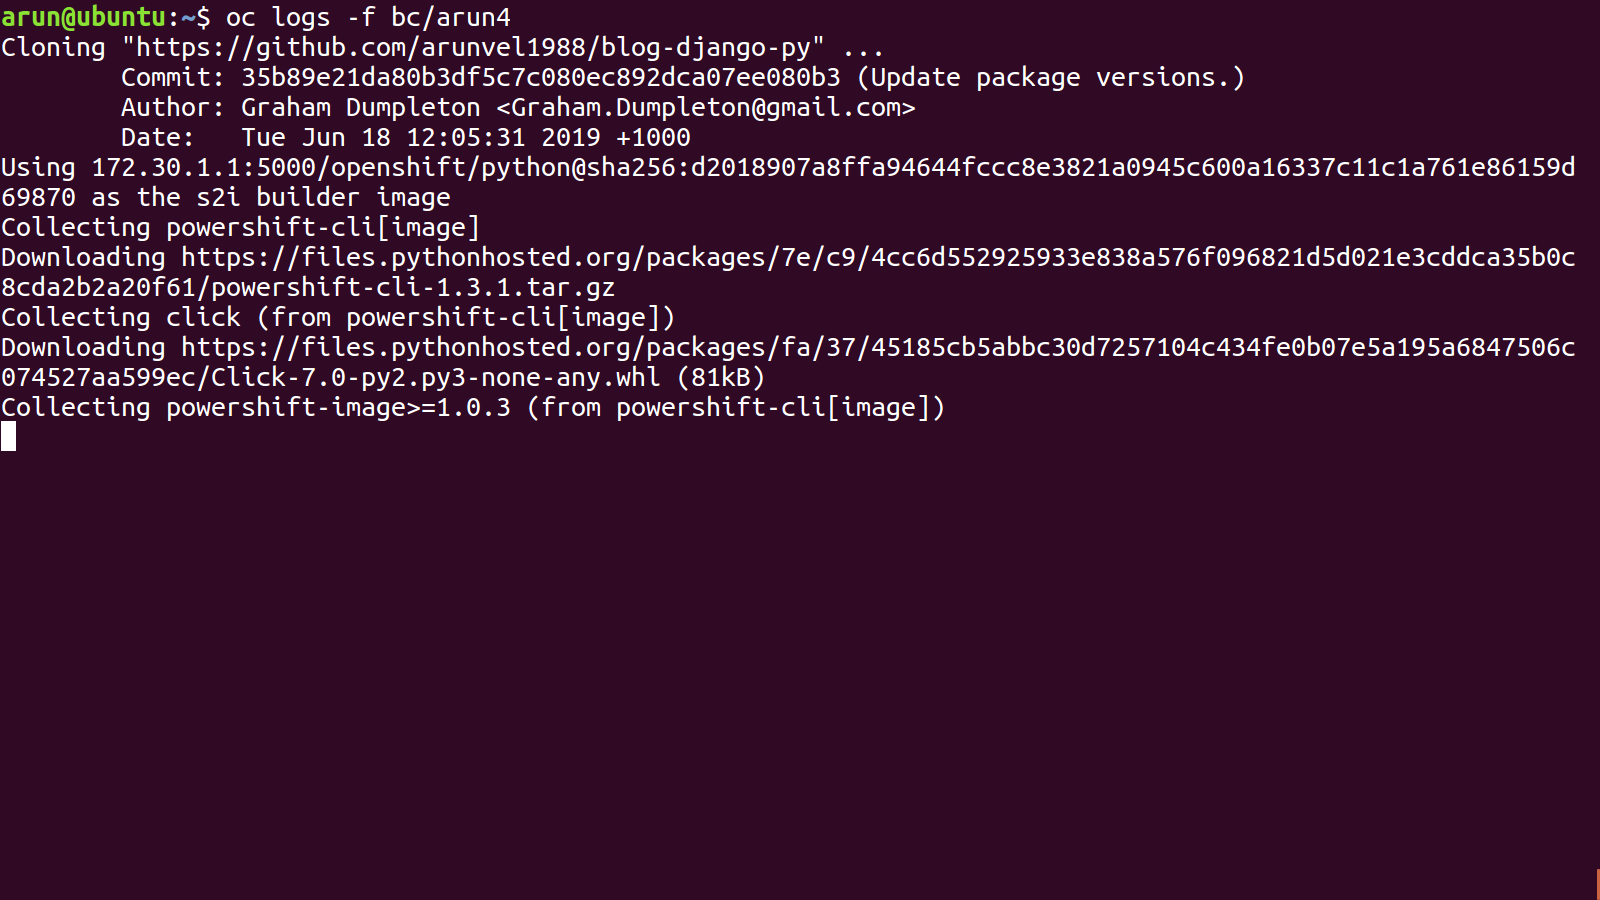 arun@ubuntu:~$ oc logs -f bc/arun4
Cloning "https://github.com/arunvel1988/blog-django-py" ...
        Commit: 35b89e21da80b3df5c7c080ec892dca07ee080b3 (Update package versions.)
        Author: Graham Dumpleton <Graham.Dumpleton@gmail.com>
        Date:   Tue Jun 18 12:05:31 2019 +1000
Using 172.30.1.1:5000/openshift/python@sha256:d2018907a8ffa94644fccc8e3821a0945c600a16337c11c1a761e86159d
69870 as the s2i builder image
Collecting powershift-cli[image]
Downloading https://files.pythonhosted.org/packages/7e/c9/4cc6d552925933e838a576f096821d5d021e3cddca35b0c
8cda2b2a20f61/powershift-cli-1.3.1.tar.gz
Collecting click (from powershift-cli[image])
Downloading https://files.pythonhosted.org/packages/fa/37/45185cb5abbc30d7257104c434fe0b07e5a195a6847506c
074527aa599ec/Click-7.0-py2.py3-none-any.whl (81kB)
Collecting powershift-image>=1.0.3 (from powershift-cli[image])